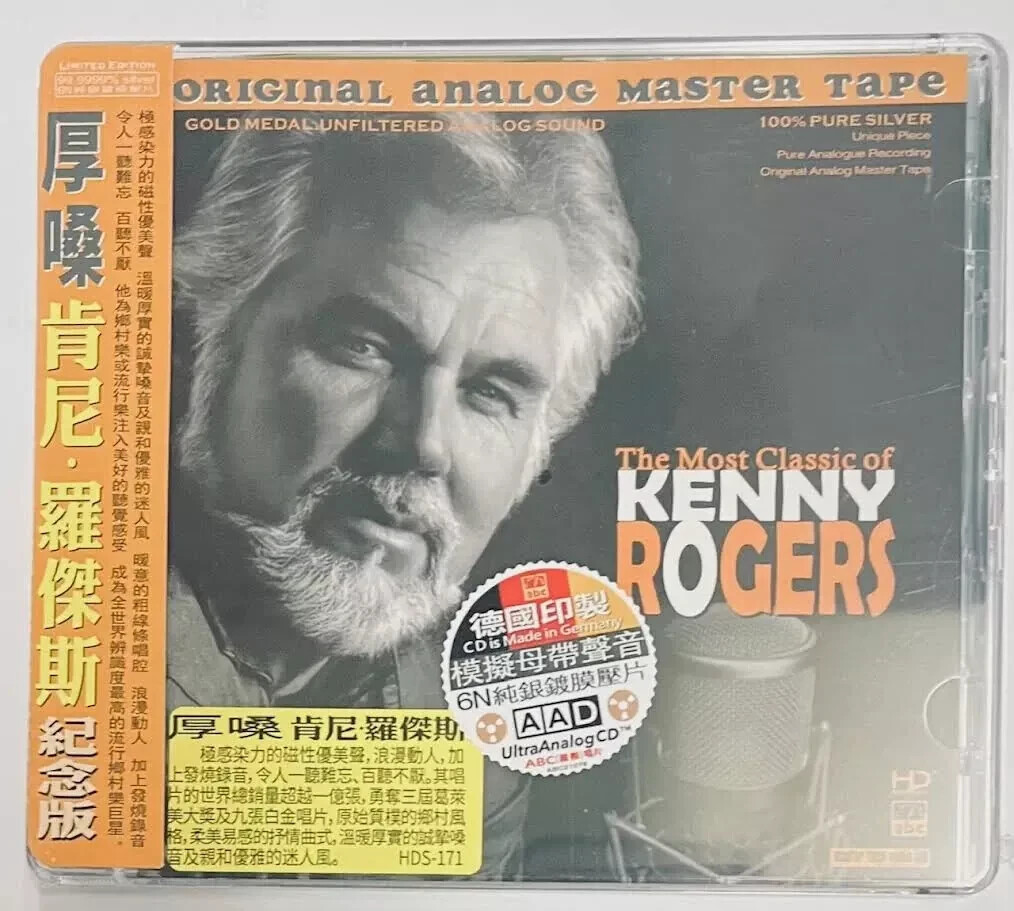 LIMITED EDITION
99.9999% silver
厚嗓肯尼·羅傑斯紀念版
極感染力的磁性優美聲 溫暖厚實的誠摯嗓音及親和優雅的迷人風 暖意的粗線條唱腔 浪漫動人 加上發燒錄音
令人一聽難忘 百聽不厭 他為鄉村樂或流行樂注入美好的聽覺感受 成為全世界辨識度最高的流行鄉村樂巨星。
ORIGINAL ANALOG MASTER TAPE
GOLD MEDAL UNFILTERED ANALOG SOUND
100% PURE SILVER
Unique Piece
Pure Analogue Recording
Original Analog Master Tape
The Most Classic of
KENNY
ROGERS
abc
德國印製
CD is Made in Germany
模擬母帶聲音
6N純銀鍍膜壓片
AAD
UltraAnalogCD™
ABC(國際)唱片
厚嗓 肯尼·羅傑斯
極感染力的磁性優美聲,浪漫動人,加
上發燒錄音,令人一聽難忘、百聽不厭。其唱
片的世界總銷量超越一億張,勇奪三屆葛萊
美大獎及九張白金唱片,原始質樸的鄉村風
格,柔美易感的抒情曲式,溫暖厚實的誠摯嗓
音及親和優雅的迷人風。 HDS-171
HD
abc